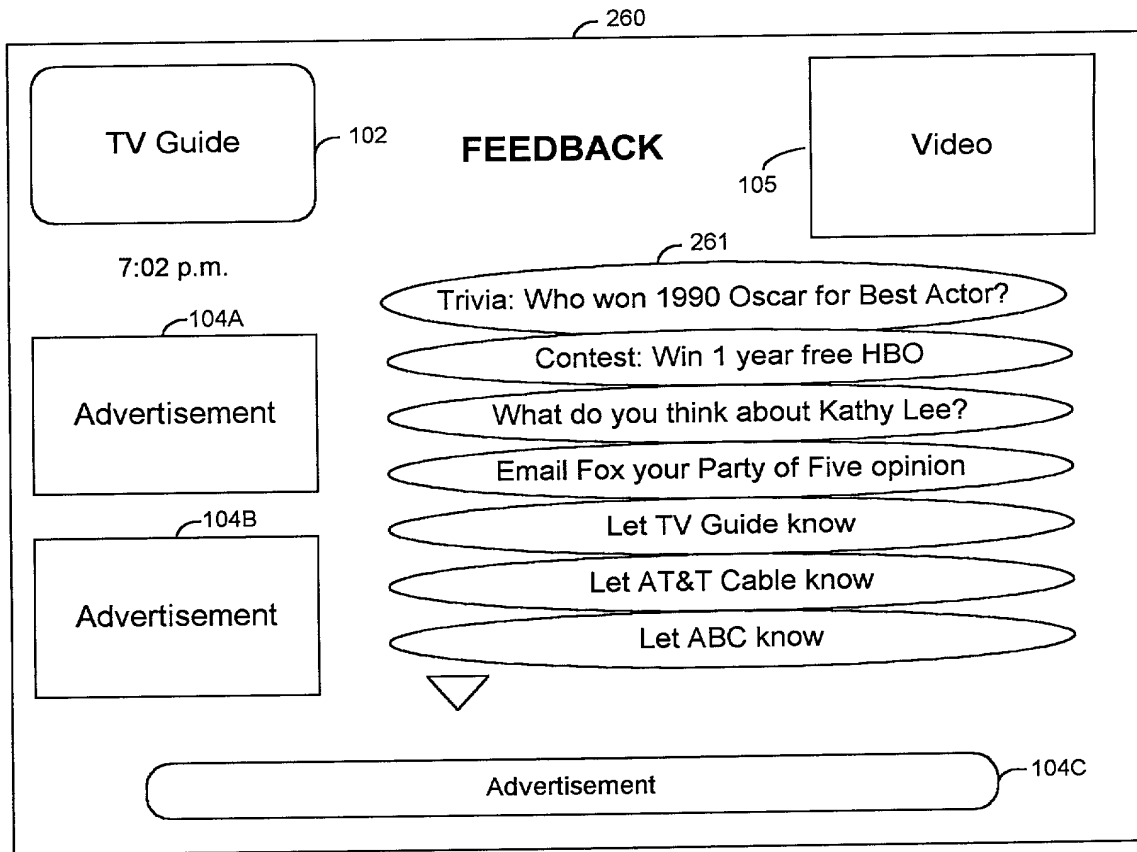 260
TV Guide
102
FEEDBACK
Video
105
7:02 p.m.
261
Trivia: Who won 1990 Oscar for Best Actor?
104A
Contest: Win 1 year free HBO
Advertisement
What do you think about Kathy Lee?
Email Fox your Party of Five opinion
104B
Let TV Guide know
Advertisement
Let AT&T Cable know
Let ABC know
Advertisement
104C